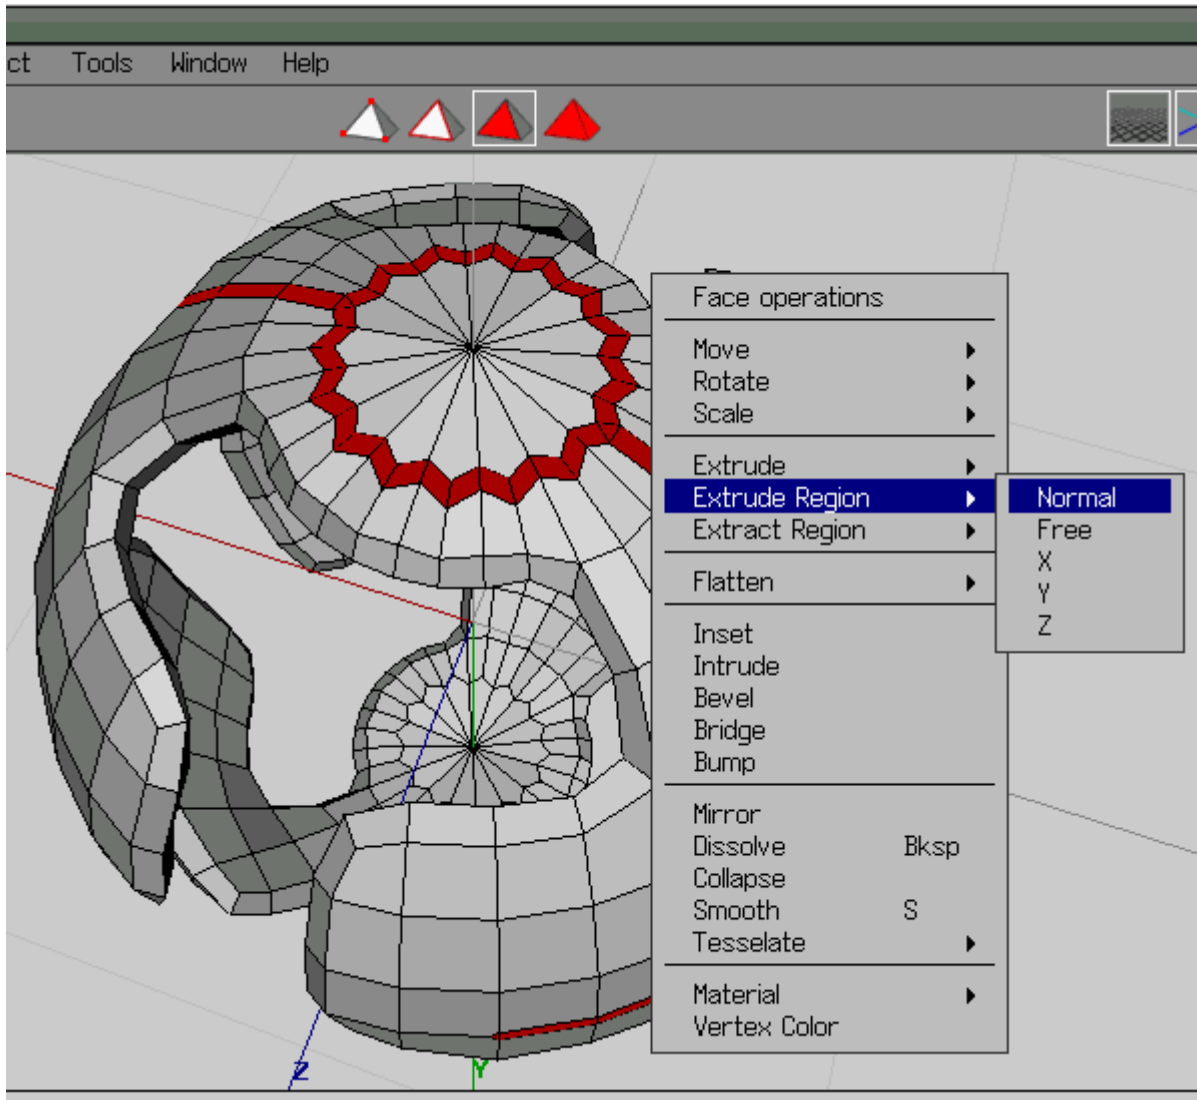 ct Tools Window Help
Face operations
Move
Rotate
Scale
Extrude
Extrude Region
Normal
Extract Region
Free
X
Flatten
Y
Z
Inset
Intrude
Bevel
Bridge
Bump
Mirror
Dissolve Bksp
Collapse
Smooth S
Tesselate
Material
Vertex Color
Z
Y